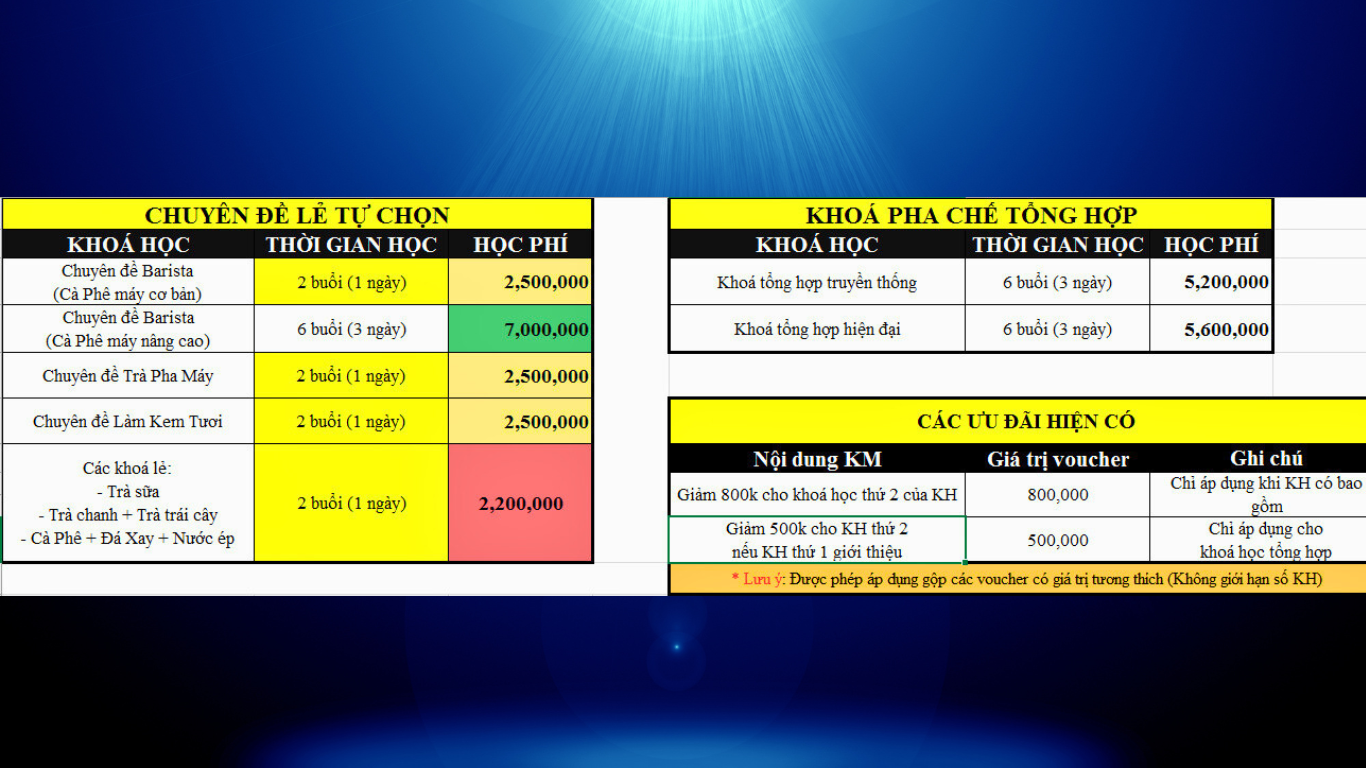 CHUYÊN ĐỀ LẺ TỰ CHỌN
KHOÁ HỌC THỜI GIAN HỌC HỌC PHÍ
Chuyên đề Barista
(Cà Phê máy cơ bản)
2 buổi (1 ngày)
2,500,000
Chuyên đề Barista
(Cà Phê máy nâng cao)
6 buổi (3 ngày)
7,000,000
Chuyên đề Trà Pha Máy
2 buổi (1 ngày)
2,500,000
Chuyên đề Làm Kem Tươi
2 buổi (1 ngày)
2,500,000
Các khoá lẻ:
- Trà sữa
- Trà chanh + Trà trái cây
- Cà Phê + Đá Xay + Nước ép
2 buổi (1 ngày)
2,200,000
KHOÁ PHA CHẾ TỔNG HỢP
KHOÁ HỌC THỜI GIAN HỌC HỌC PHÍ
Khoá tổng hợp truyền thống
6 buổi (3 ngày)
5,200,000
Khoá tổng hợp hiện đại
6 buổi (3 ngày)
5,600,000
CÁC ƯU ĐÃI HIỆN CÓ
Nội dung KM Giá trị voucher Ghi chú
Giảm 800k cho khoá học thứ 2 của KH
800,000
Chỉ áp dụng khi KH có bao
gồm
Giảm 500k cho KH thứ 2
nếu KH thứ 1 giới thiệu
500,000
Chỉ áp dụng cho
khoá học tổng hợp
* Lưu ý: Được phép áp dụng gộp các voucher có giá trị tương thích (Không giới hạn số KH)